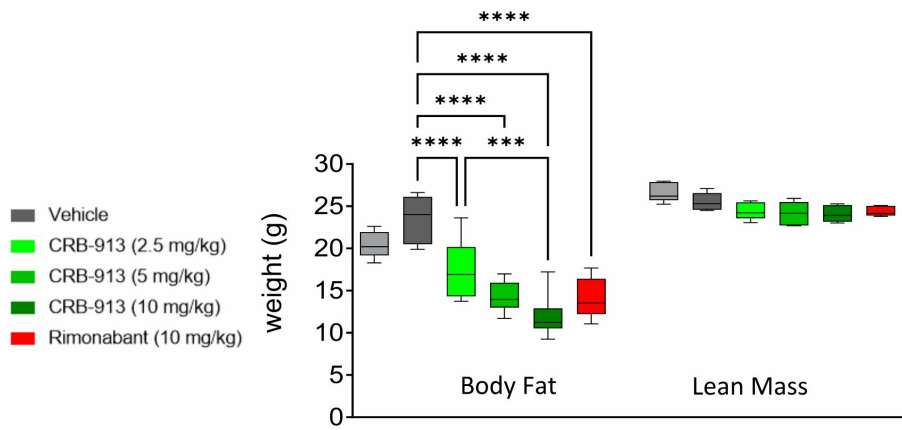 ****
****
****
**** ***
30
25
20
15
10
5
0
weight (g)
Vehicle
CRB-913 (2.5 mg/kg)
CRB-913 (5 mg/kg)
CRB-913 (10 mg/kg)
Rimonabant (10 mg/kg)
Body Fat
Lean Mass